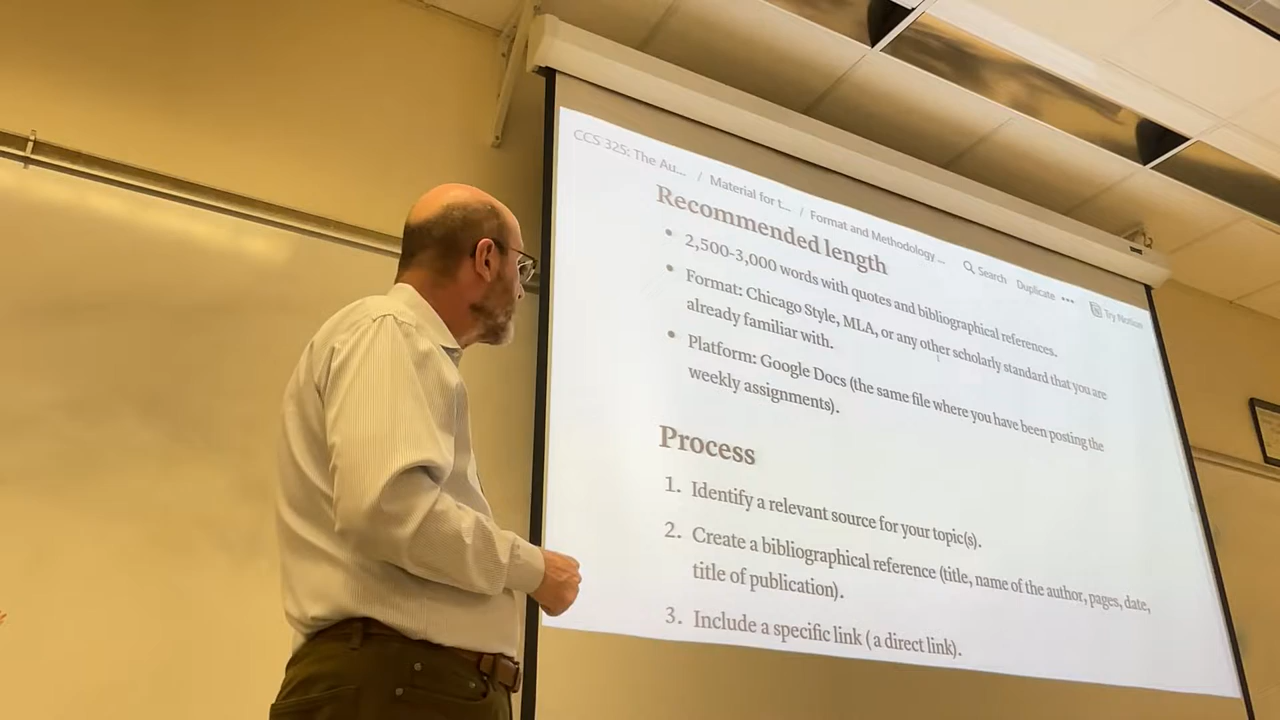 CCS 325: The Au... / Material for t... / Format and Methodology ... Search Duplicate ••• Try Notion
Recommended length
• 2,500-3,000 words with quotes and bibliographical references.
• Format: Chicago Style, MLA, or any other scholarly standard that you are
already familiar with.
• Platform: Google Docs (the same file where you have been posting the
weekly assignments).
Process
1. Identify a relevant source for your topic(s).
2. Create a bibliographical reference (title, name of the author, pages, date,
title of publication).
3. Include a specific link ( a direct link).